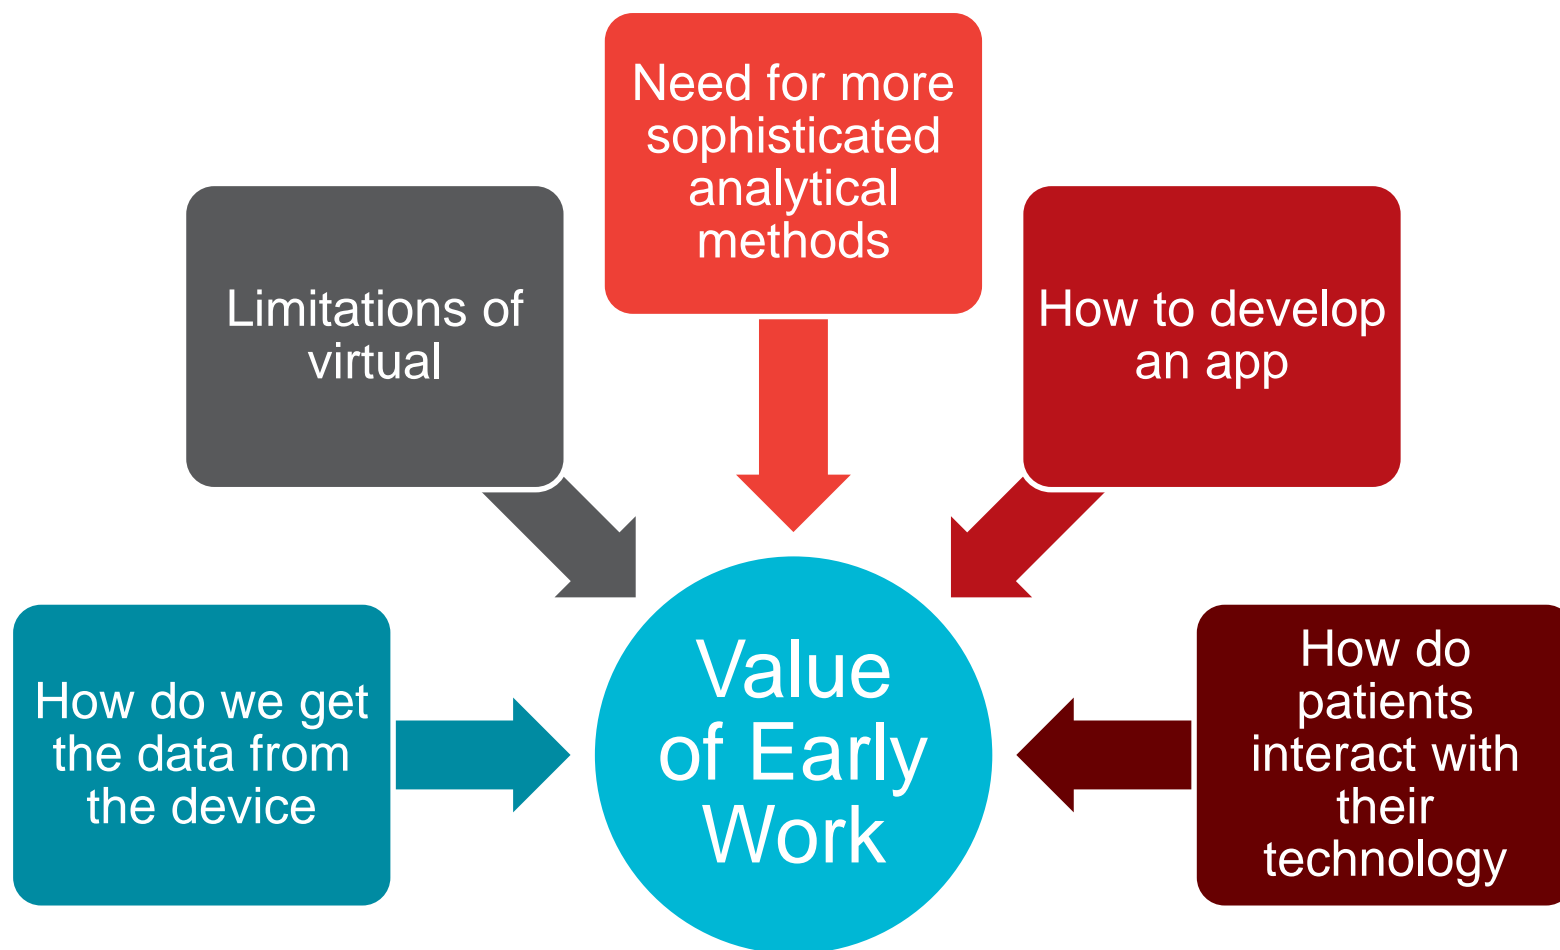 Need for more
sophisticated
analytical
methods
Limitations of
virtual
How to develop
an app
How do we get
the data from
the device
Value
of Early
Work
How do
patients
interact with
their
technology